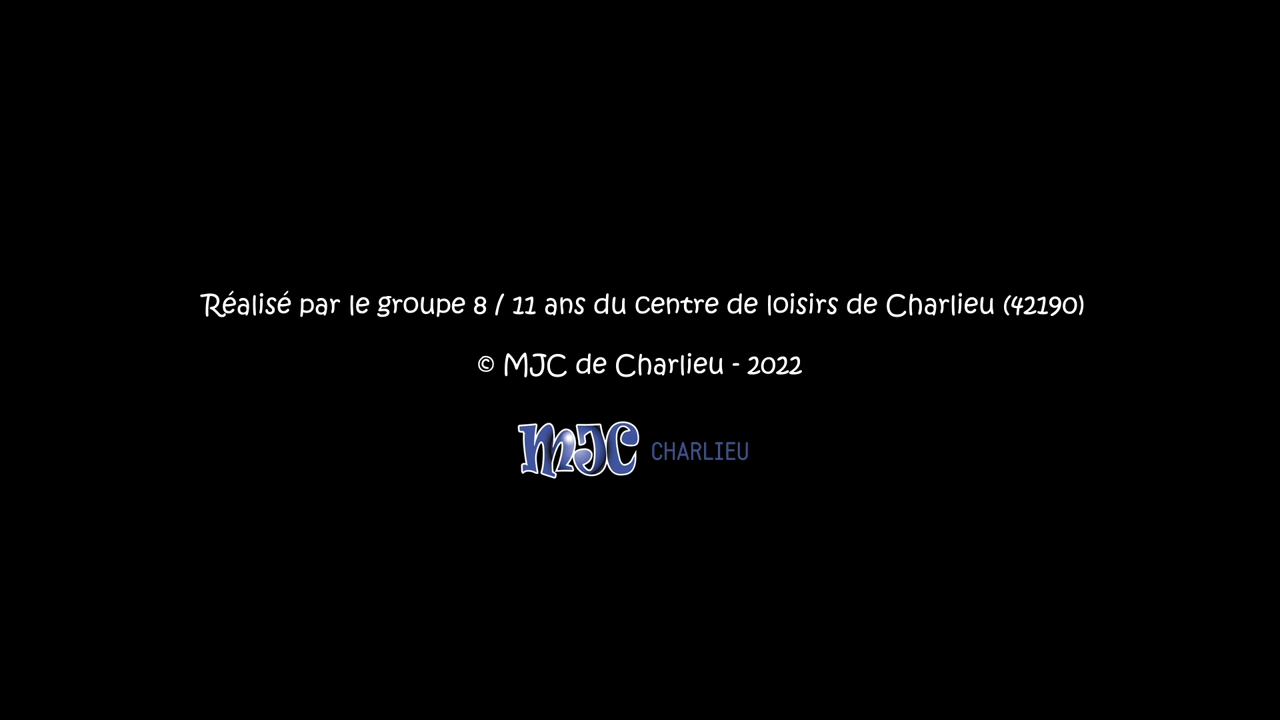 Réalisé par le groupe 8 / 11 ans du centre de loisirs de Charlieu (42190)
© MJC de Charlieu - 2022
MJC CHARLIEU